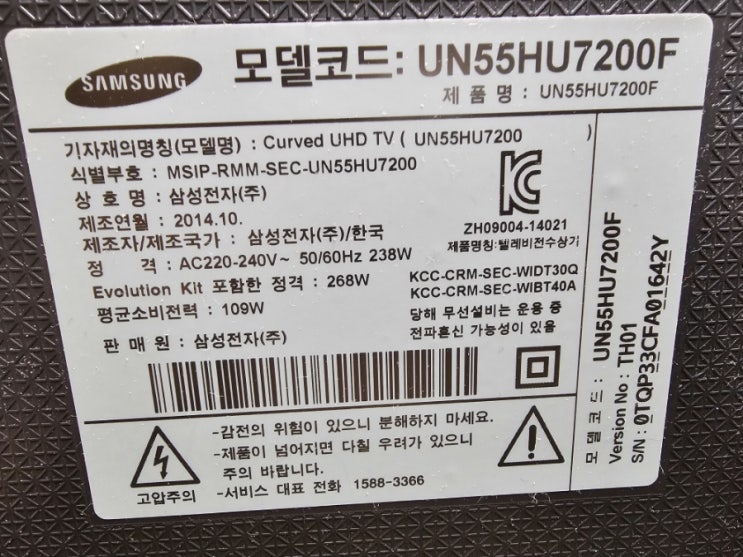 SAMSUNG
모델코드: UN55HU7200F
제 품 명 : UN55HU7200F
기자재의명칭(모델명) : Curved UHD TV ( UN55HU7200 )
식별부호 : MSIP-RMM-SEC-UN55HU7200
상 호 명 : 삼성전자(주)
제조연월 : 2014.10.
제조자/제조국가 : 삼성전자(주)/한국
정 격 : AC220-240V~ 50/60Hz 238W
Evolution Kit 포함한 정격 : 268W
평균소비전력 : 109W
판 매 원 : 삼성전자(주)
ZH09004-14021
제품명칭:텔레비전수상기
KCC-CRM-SEC-WIDT30Q
KCC-CRM-SEC-WIBT40A
당해 무선설비는 운용 중
전파혼신 가능성이 있음
고압주의
-감전의 위험이 있으니 분해하지 마세요.
-제품이 넘어지면 다칠 우려가 있으니
주의 바랍니다.
-서비스 대표 전화 1588-3366
모델코드 : UN55HU7200F
Version No : TH01
S/N : 0TQP33CFA01642Y